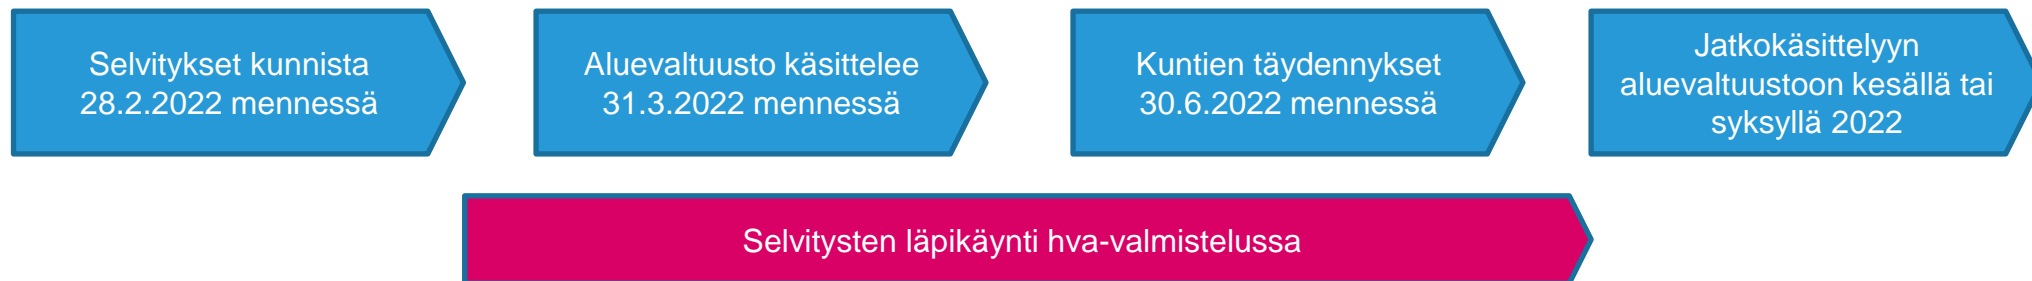 Selvitykset kunnista
28.2.2022 mennessä
Aluevaltuusto käsittelee
31.3.2022 mennessä
Kuntien täydennykset
30.6.2022 mennessä
Jatkokäsittelyyn
aluevaltuustoon kesällä tai
syksyllä 2022
Selvitysten läpikäynti hva-valmistelussa